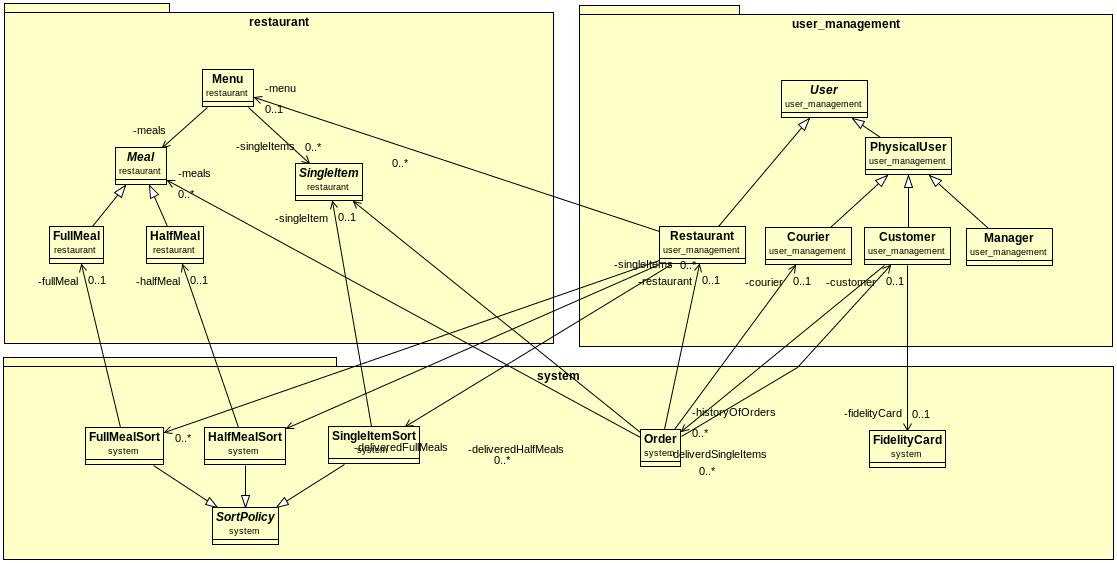 restaurant
user_management
Menu
restaurant
-menu
0..1
User
user_management
-meals
-singleItems
0..*
0..*
PhysicalUser
user_management
Meal
restaurant
-meals
0..*
SingleItem
restaurant
-singleItem
0..1
FullMeal
restaurant
HalfMeal
restaurant
Restaurant
user_management
Courier
user_management
Customer
user_management
Manager
user_management
-singleItems
0..*
-fullMeal
0..1
-halfMeal
0..1
-restaurant
0..1
-courier
0..1
-customer
0..1
system
-historyOfOrders
0..*
-fidelityCard
0..1
FullMealSort
system
0..*
HalfMealSort
system
SingleItemSort
system
-deliveredFullMeals
-deliveredHalfMeals
0..*
Order
system
-deliverdSingleItems
0..*
FidelityCard
system
SortPolicy
system